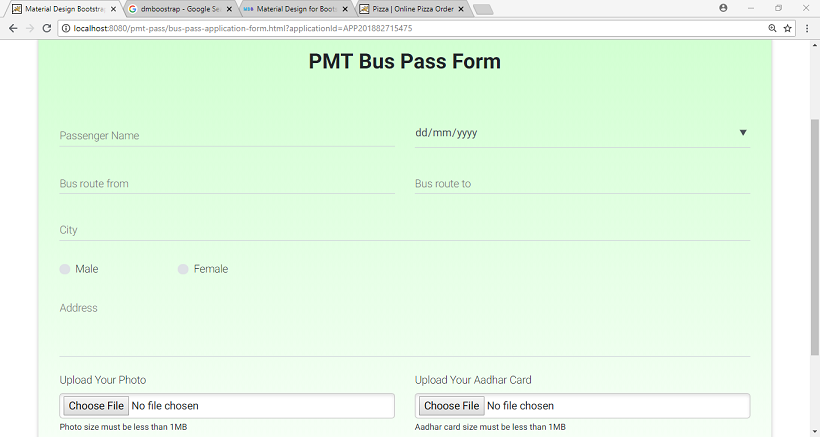 Material Design Bootstrap
dmboostrap - Google Se
Material Design for Boots
Pizza | Online Pizza Order
localhost:8080/pmt-pass/bus-pass-application-form.html?applicationId=APP201882715475
PMT Bus Pass Form
Passenger Name dd/mm/yyyy
Bus route from Bus route to
City
Male Female
Address
Upload Your Photo Upload Your Aadhar Card
Choose File No file chosen Choose File No file chosen
Photo size must be less than 1MB Aadhar card size must be less than 1MB